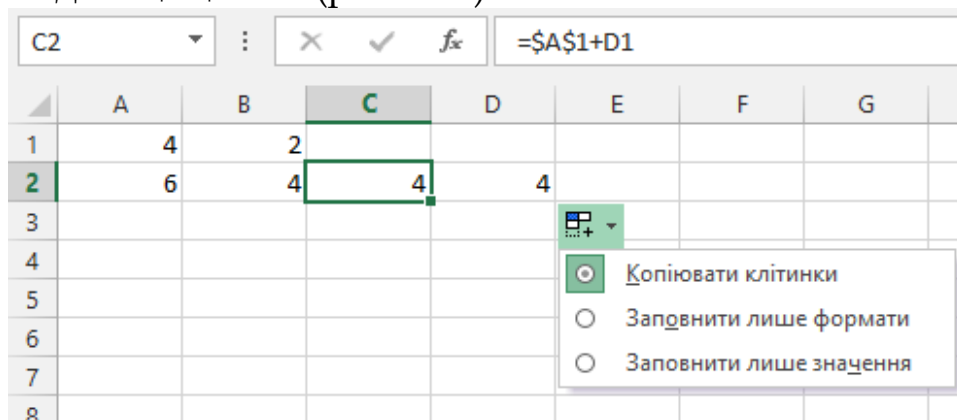 C2 fx =$A$1+D1
A B C D E F G
1 4 2
2 6 4 4 4
3
4 Копіювати клітинки
5 Заповнити лише формати
6 Заповнити лише значення
7
8